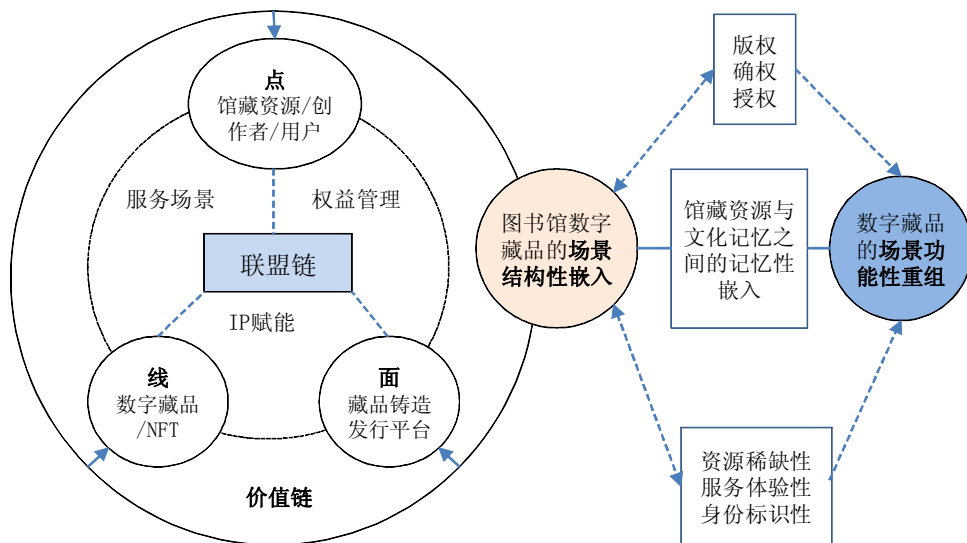 点
馆藏资源/创
作者/用户
服务场景
权益管理
联盟链
IP赋能
线
数字藏品
/NFT
面
藏品铸造
发行平台
价值链
图书馆数字
藏品的场景
结构性嵌入
版权
确权
授权
馆藏资源与
文化记忆之
间的记忆性
嵌入
资源稀缺性
服务体验性
身份标识性
数字藏品
的场景功
能性重组